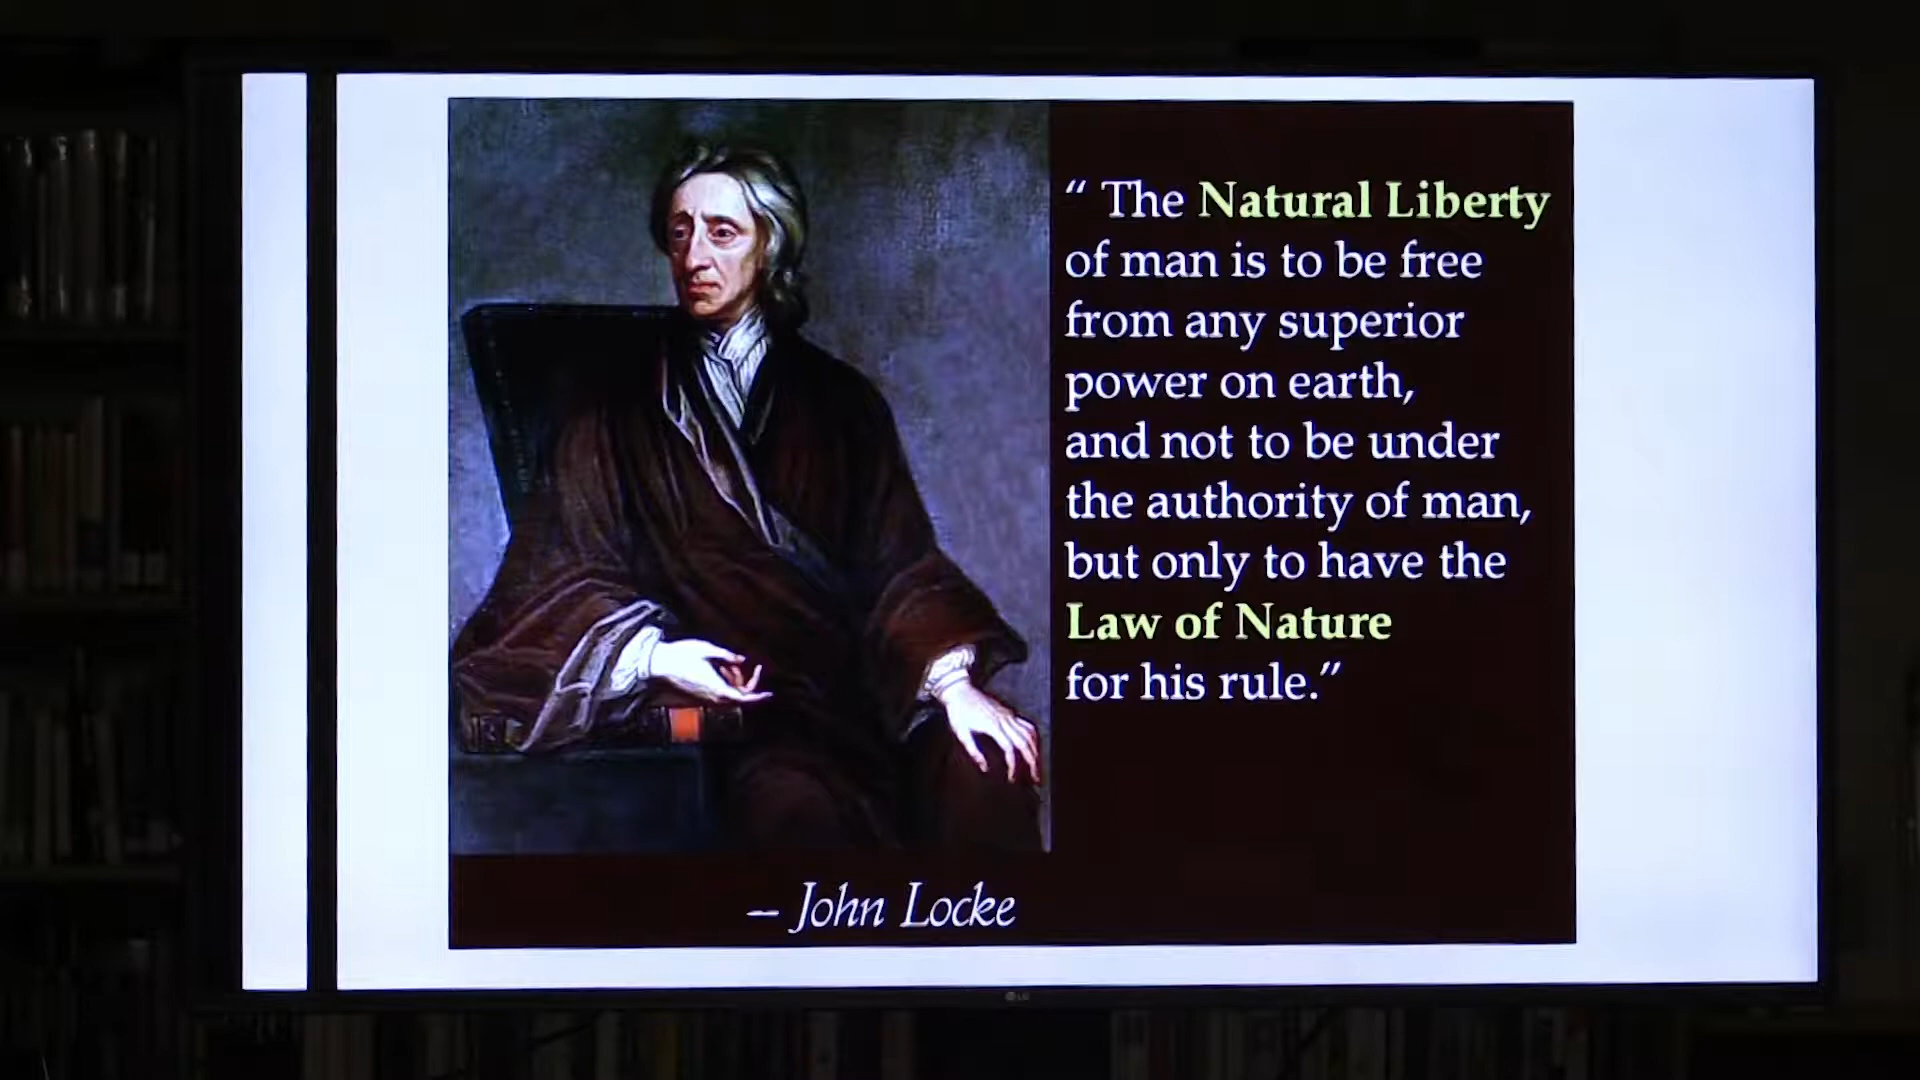 “ The Natural Liberty
of man is to be free
from any superior
power on earth,
and not to be under
the authority of man,
but only to have the
Law of Nature
for his rule.”
– John Locke
LG